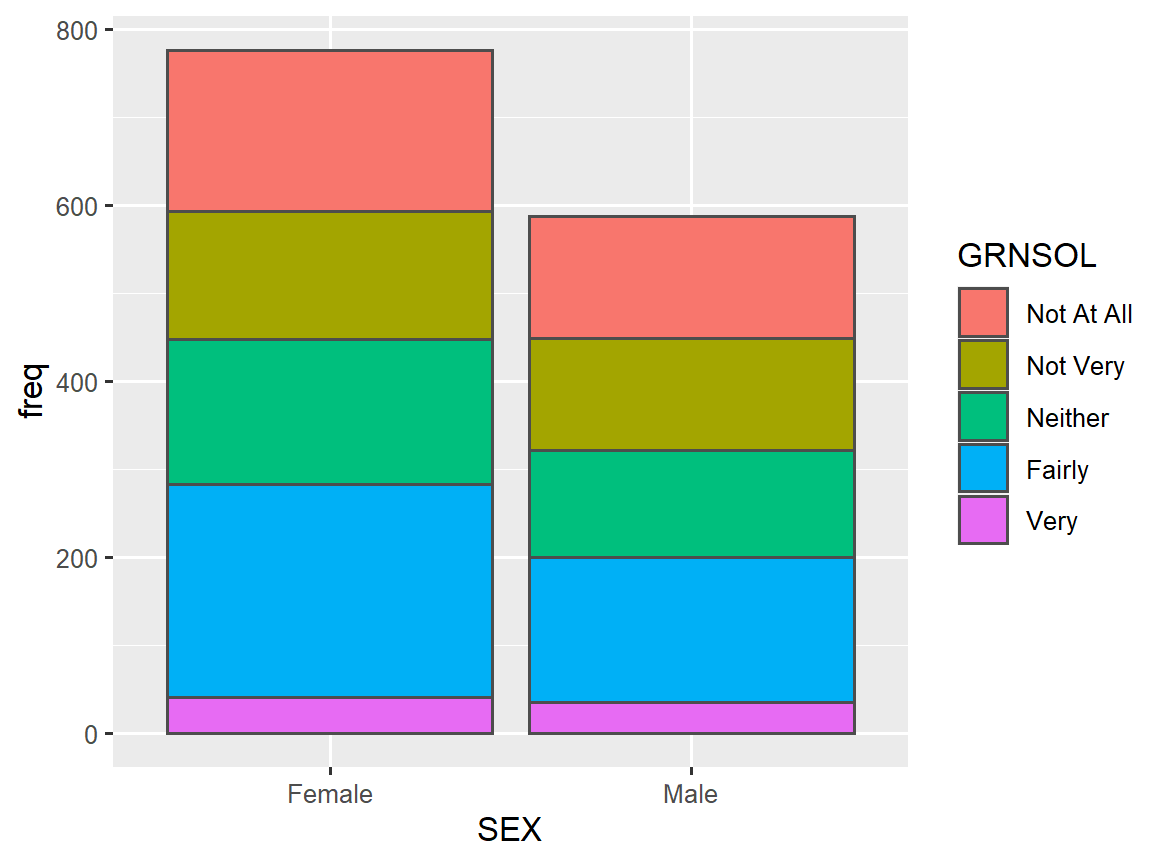 800
600
400
200
0
freq
Female
Male
SEX
GRNSOL
Not At All
Not Very
Neither
Fairly
Very